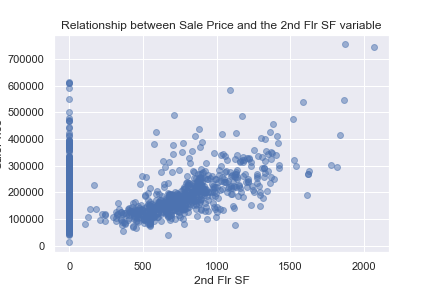 Relationship between Sale Price and the 2nd Flr SF variable
700000
600000
500000
400000
300000
200000
100000
0
0 500 1000 1500 2000
2nd Flr SF